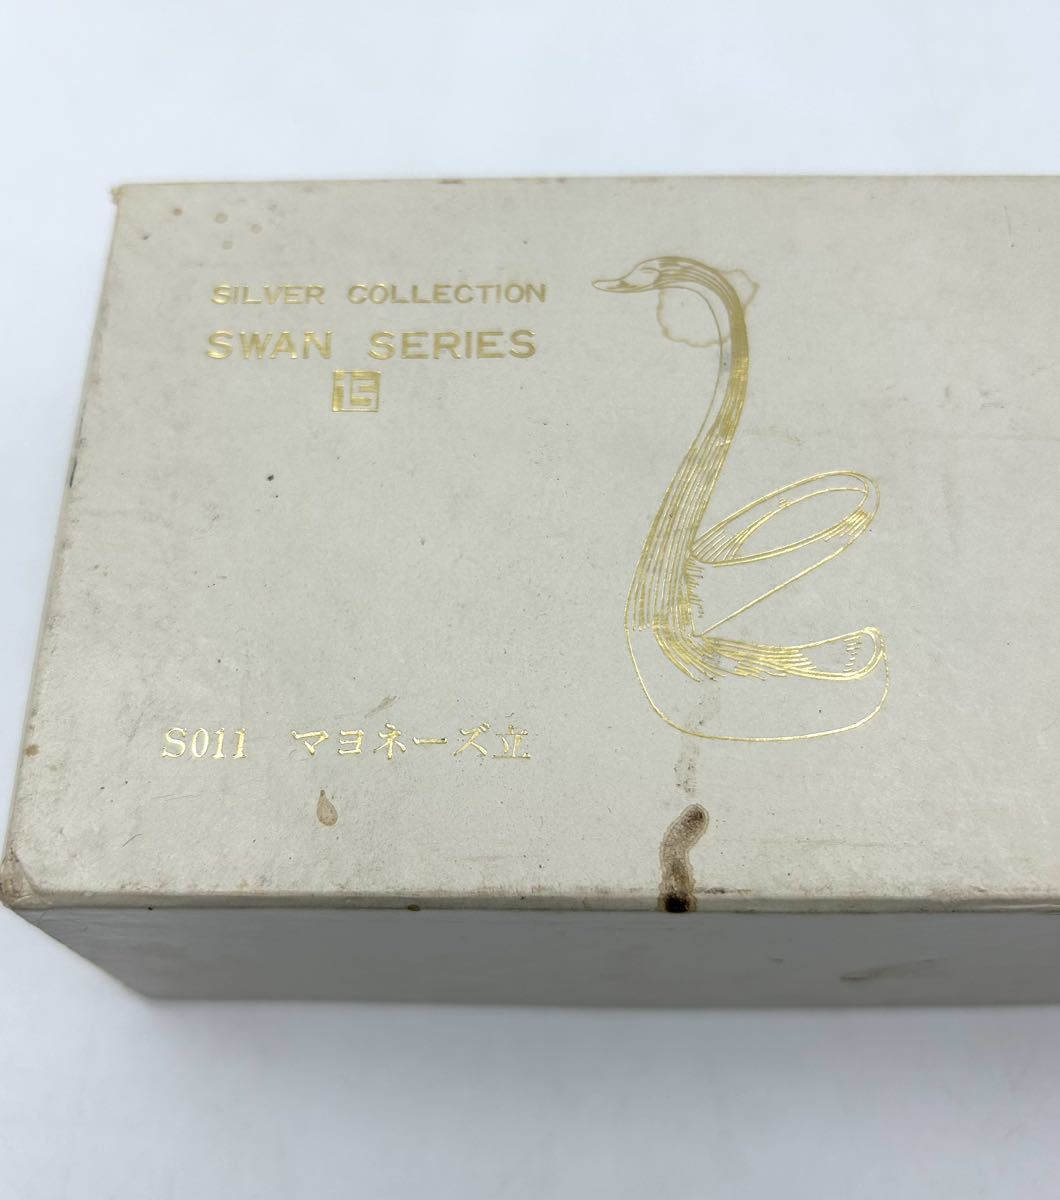 SILVER COLLECTION
SWAN SERIES
S011 マヨネーズ立